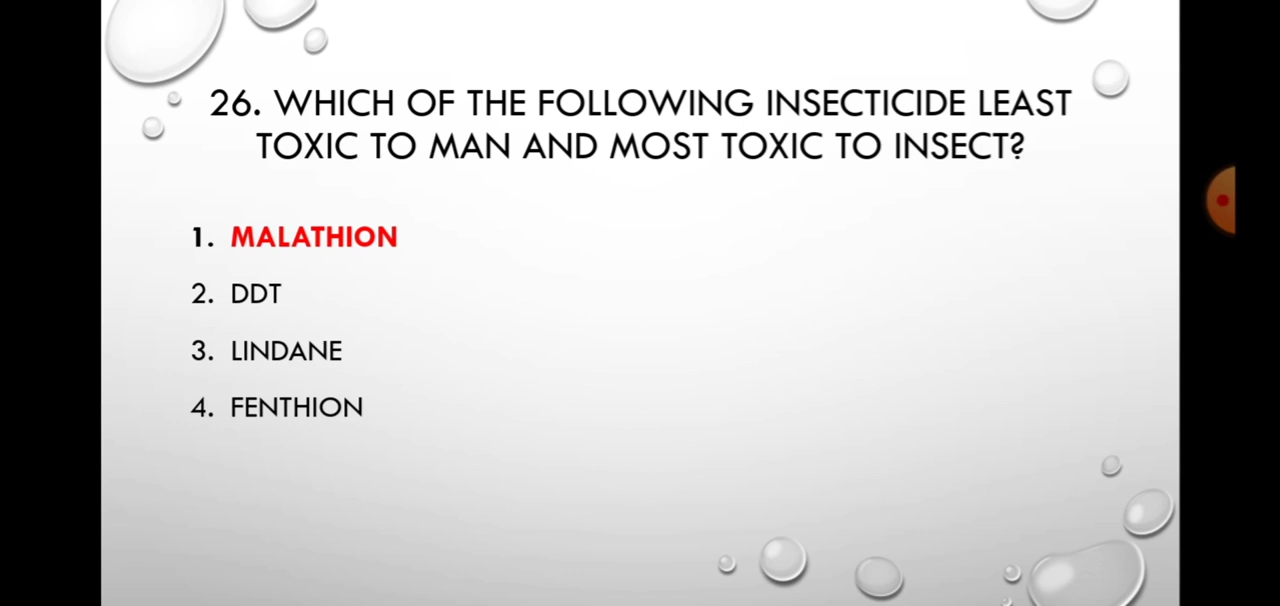 26. WHICH OF THE FOLLOWING INSECTICIDE LEAST
TOXIC TO MAN AND MOST TOXIC TO INSECT?
1. MALATHION
2. DDT
3. LINDANE
4. FENTHION